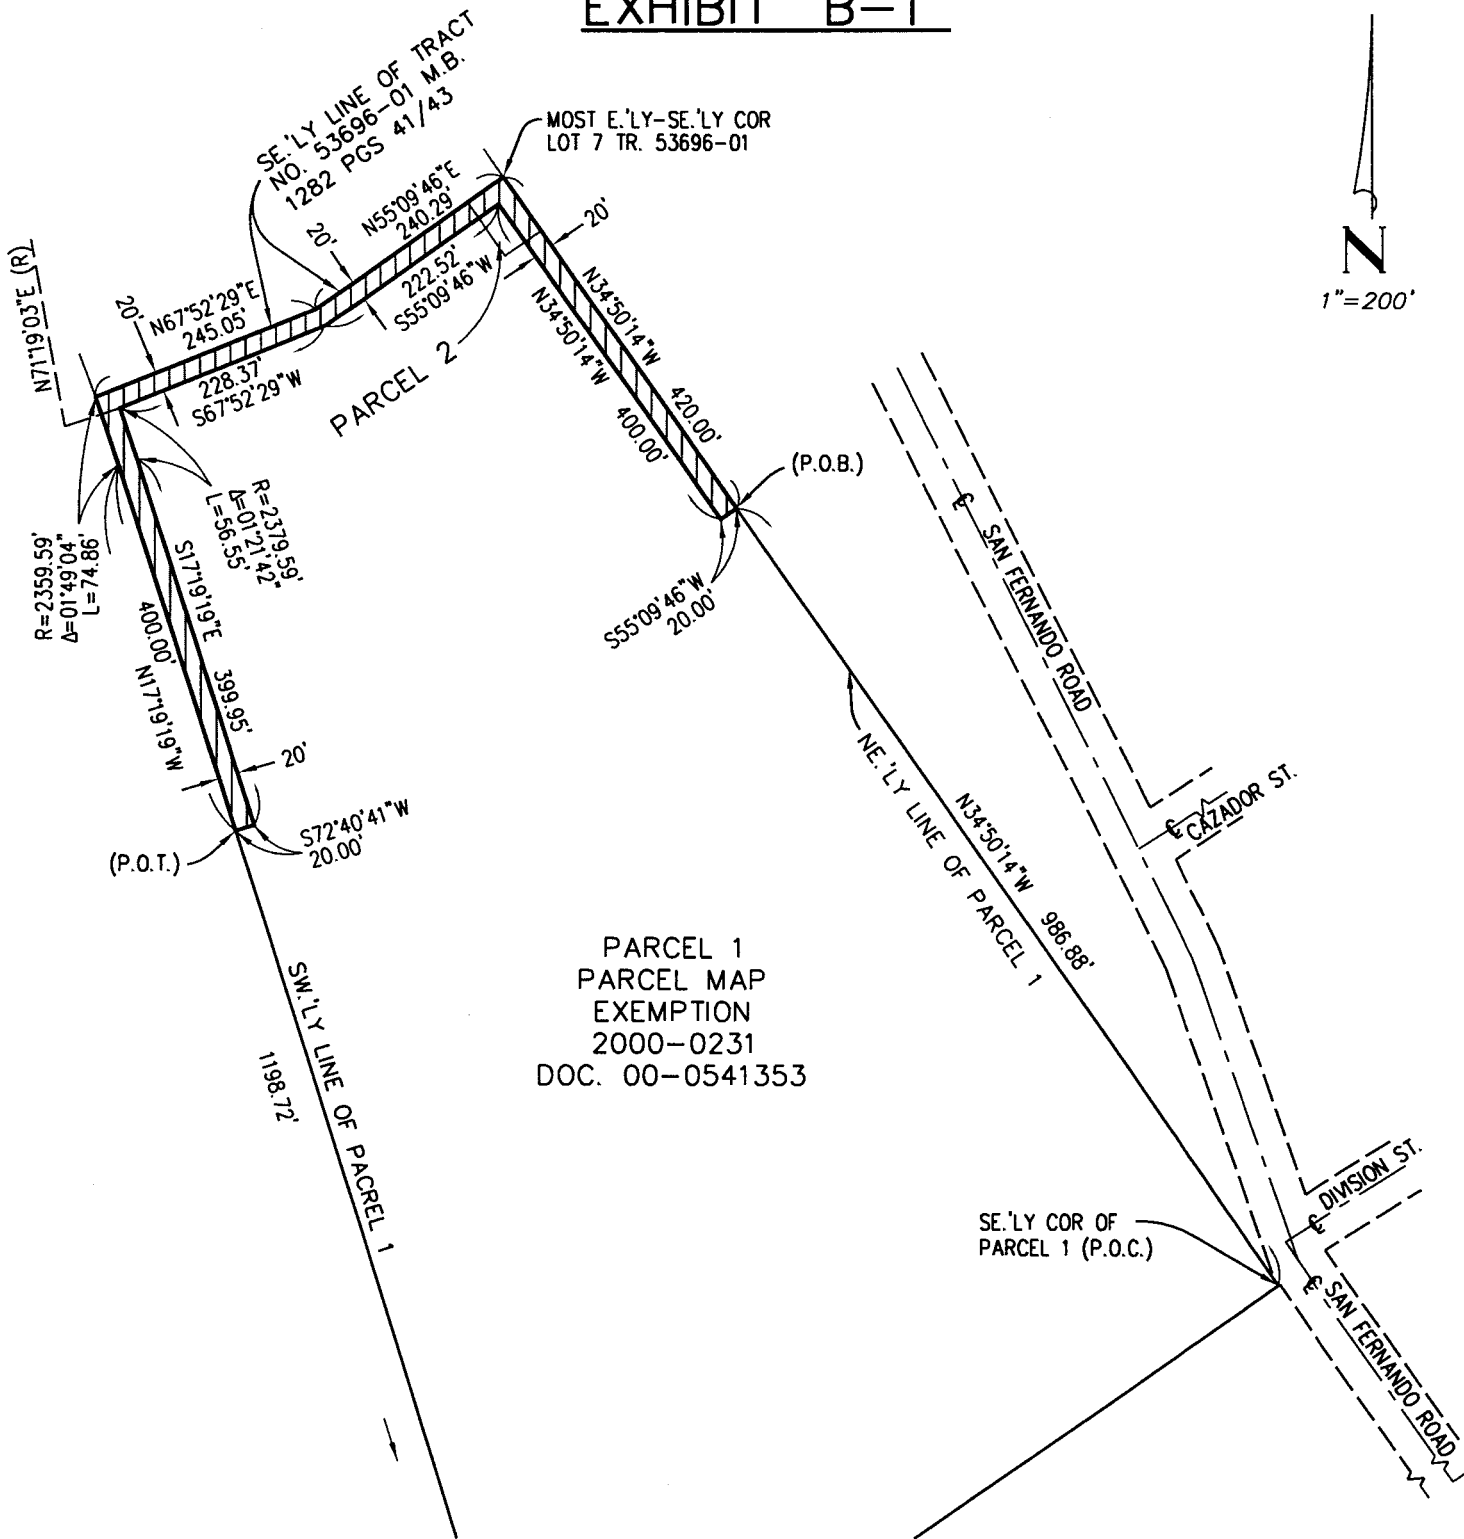 EXHIBIT B-1
SE.'LY LINE OF TRACT
NO. 53696-01 M.B.
1282 PGS 41/43
MOST E.'LY-SE.'LY COR
LOT 7 TR. 53696-01
N
1"=200'
N71°19'03"E (R)
20'
N67°52'29"E
245.05'
228.37'
S67°52'29"W
20'
N55°09'46"E
240.29'
222.52'
S55°09'46"W
PARCEL 2
20'
N34°50'14"W
420.00'
N34°50'14"W
400.00'
(P.O.B.)
S55°09'46"W
20.00'
R=2359.59'
Δ=01°49'04"
L=74.86'
R=2379.59'
Δ=01°21'42"
L=56.55'
S17°19'19"E
399.95'
400.00'
N17°19'19"W
20'
S72°40'41"W
20.00'
(P.O.T.)
℄ SAN FERNANDO ROAD
℄ CAZADOR ST.
NE.'LY LINE OF PARCEL 1
N34°50'14"W 986.88'
PARCEL 1
PARCEL MAP
EXEMPTION
2000-0231
DOC. 00-0541353
SW.'LY LINE OF PACREL 1
1198.72'
SE.'LY COR OF
PARCEL 1 (P.O.C.)
℄ DIVISION ST.
℄ SAN FERNANDO ROAD